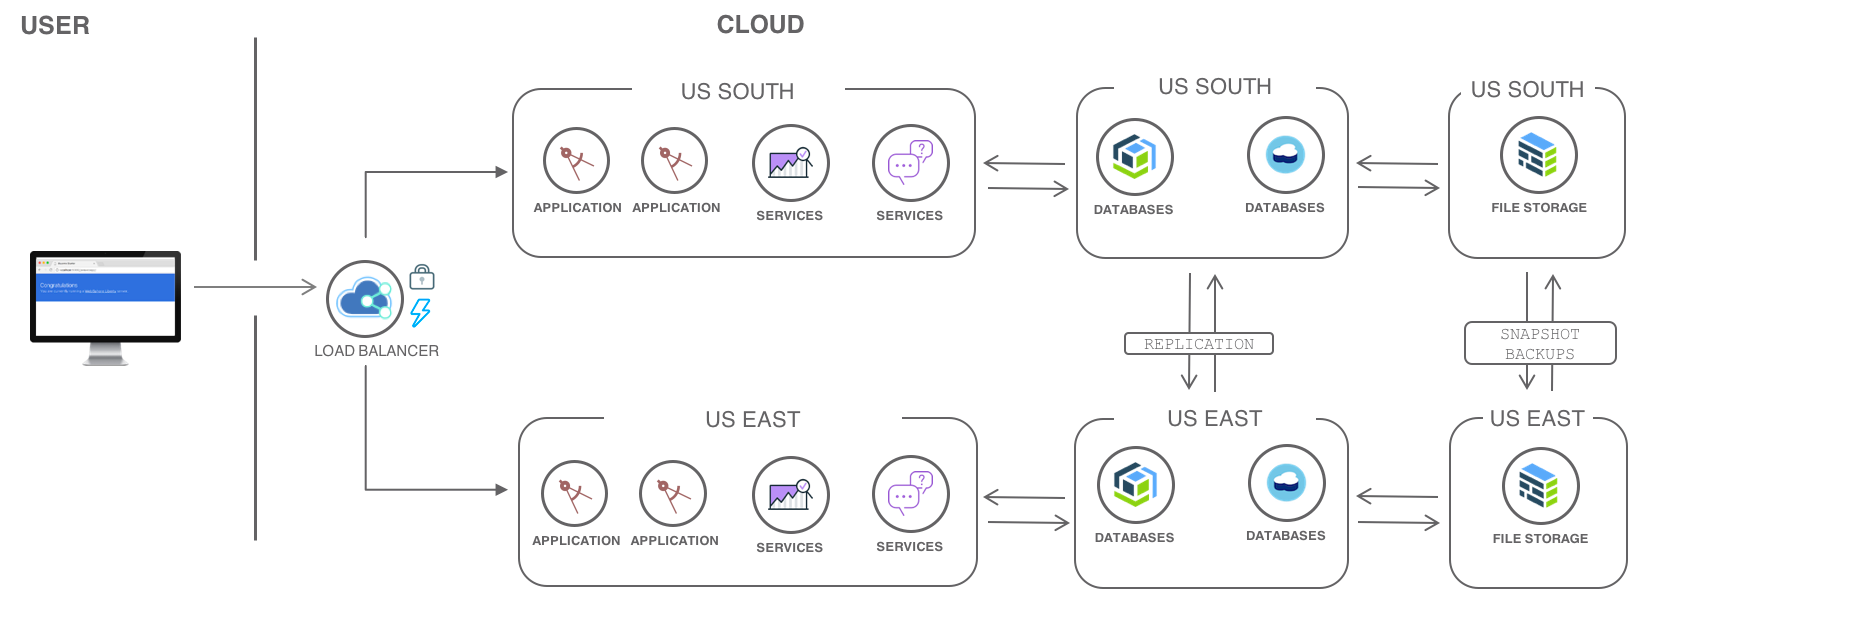 USER
CLOUD
US SOUTH
US SOUTH
US SOUTH
APPLICATION
APPLICATION
SERVICES
SERVICES
DATABASES
DATABASES
FILE STORAGE
Congratulations
LOAD BALANCER
REPLICATION
SNAPSHOT
BACKUPS
US EAST
US EAST
US EAST
APPLICATION
APPLICATION
SERVICES
SERVICES
DATABASES
DATABASES
FILE STORAGE